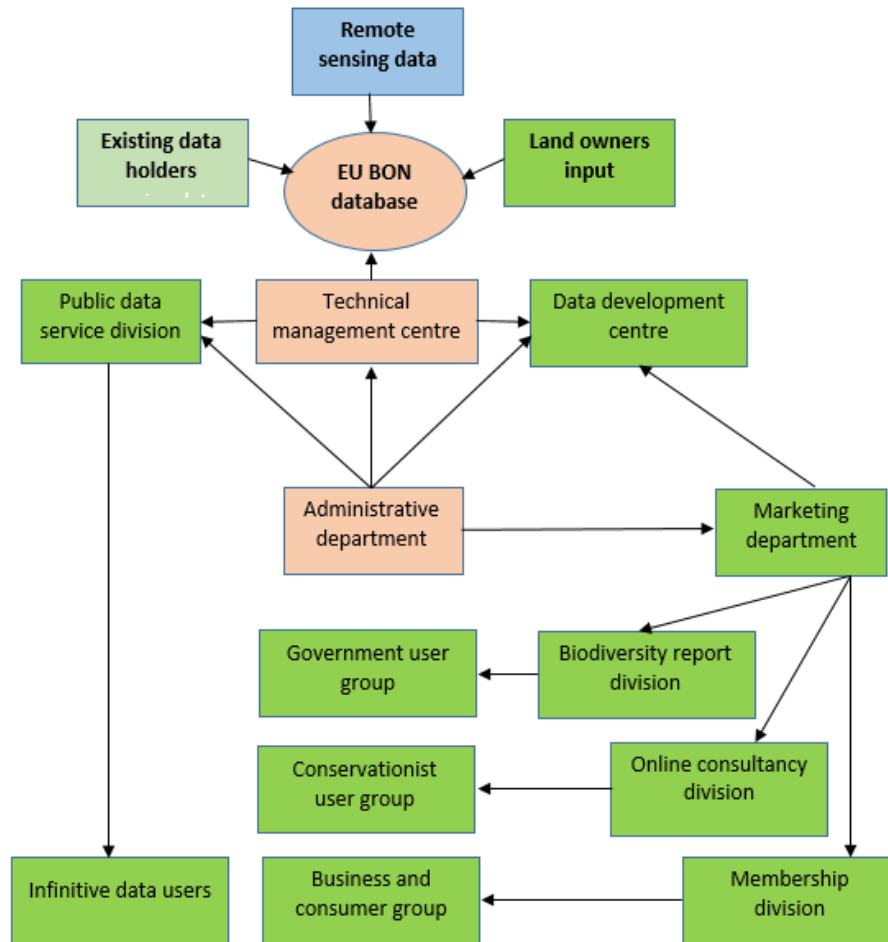 Remote
sensing data
Existing data
holders
EU BON
database
Land owners
input
Public data
service division
Technical
management centre
Data development
centre
Administrative
department
Marketing
department
Government user
group
Biodiversity report
division
Conservationist
user group
Online consultancy
division
Infinitive data users
Business and
consumer group
Membership
division